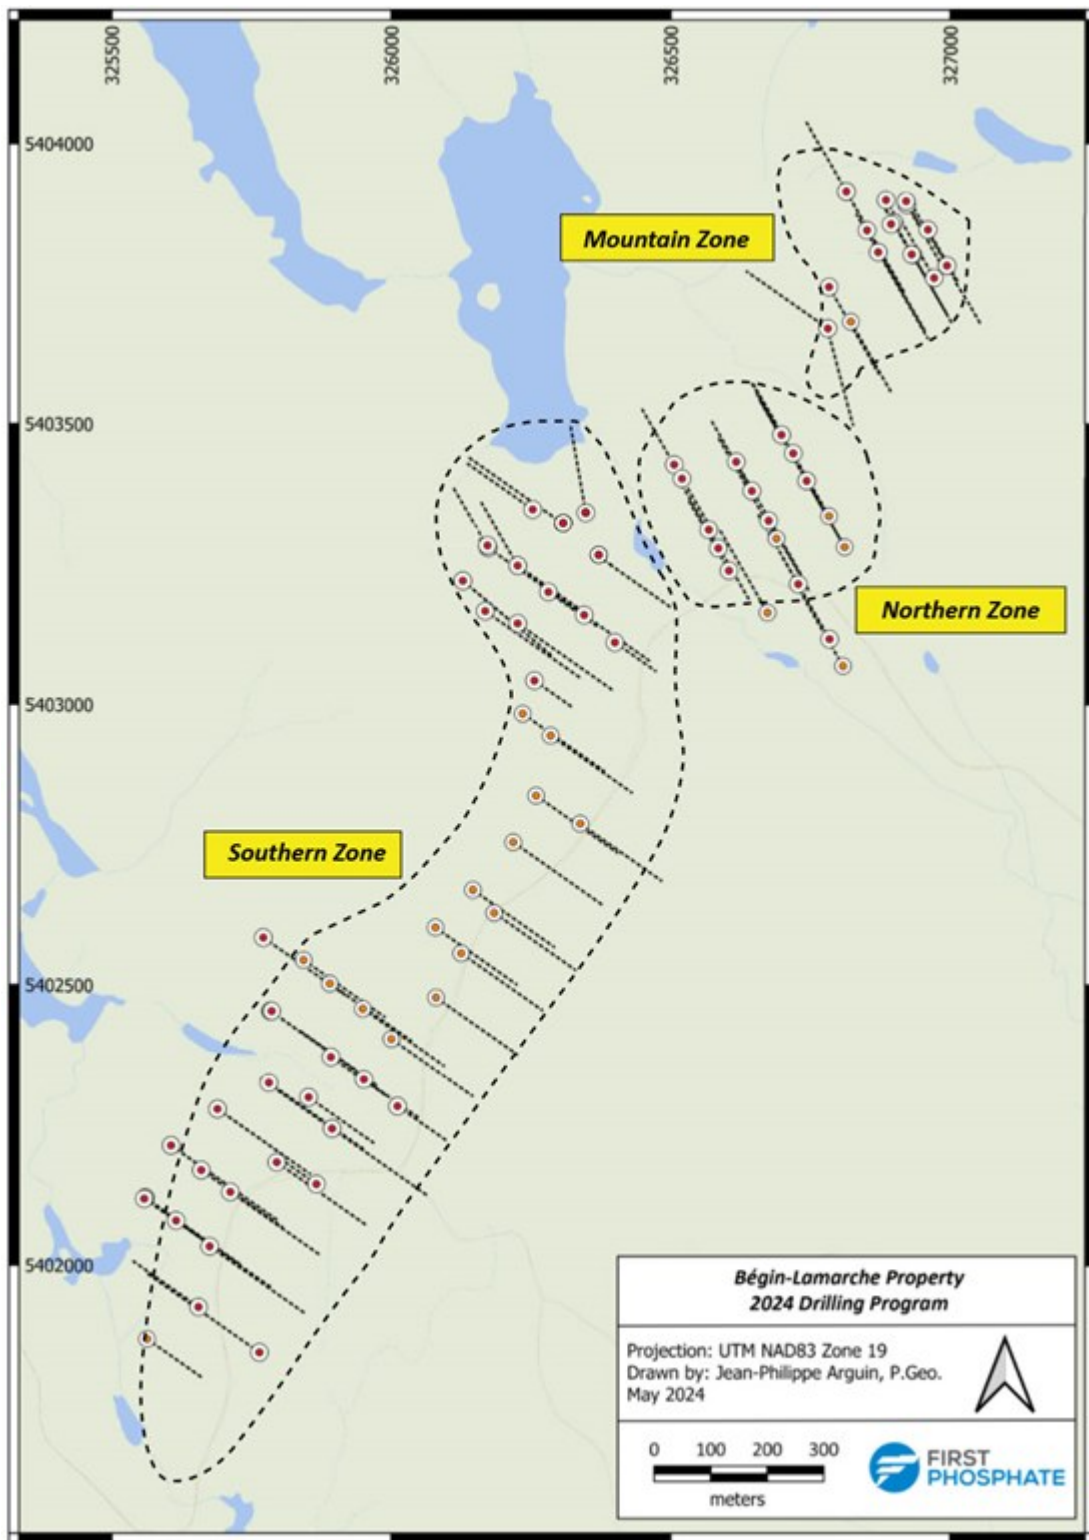 325500
326000
326500
327000
5404000
Mountain Zone
5403500
Northern Zone
5403000
Southern Zone
5402500
5402000
Bégin-Lamarche Property
2024 Drilling Program
Projection: UTM NAD83 Zone 19
Drawn by: Jean-Philippe Arguin, P.Geo.
May 2024
0 100 200 300
meters
FIRST
PHOSPHATE